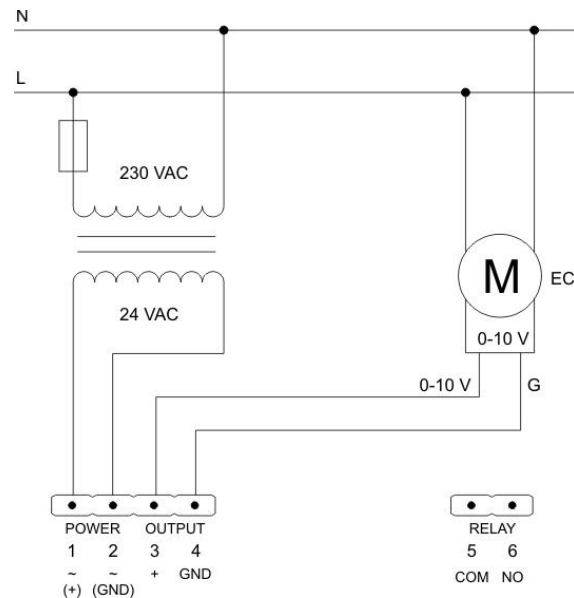 N
L
230 VAC
M
EC
24 VAC
0-10 V
0-10 V
G
POWER OUTPUT RELAY
1 2 3 4 5 6
~ ~ + GND COM NO
(+) (GND)